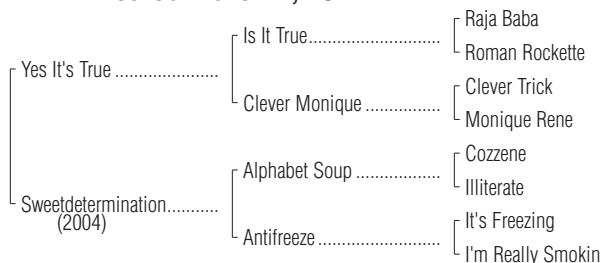 Raja Baba
Is It True
Roman Rockette
Yes It's True
Clever Trick
Clever Monique
Monique Rene
Cozzene
Alphabet Soup
Illiterate
Sweetdetermination
(2004)
It's Freezing
Antifreeze
I'm Really Smokin